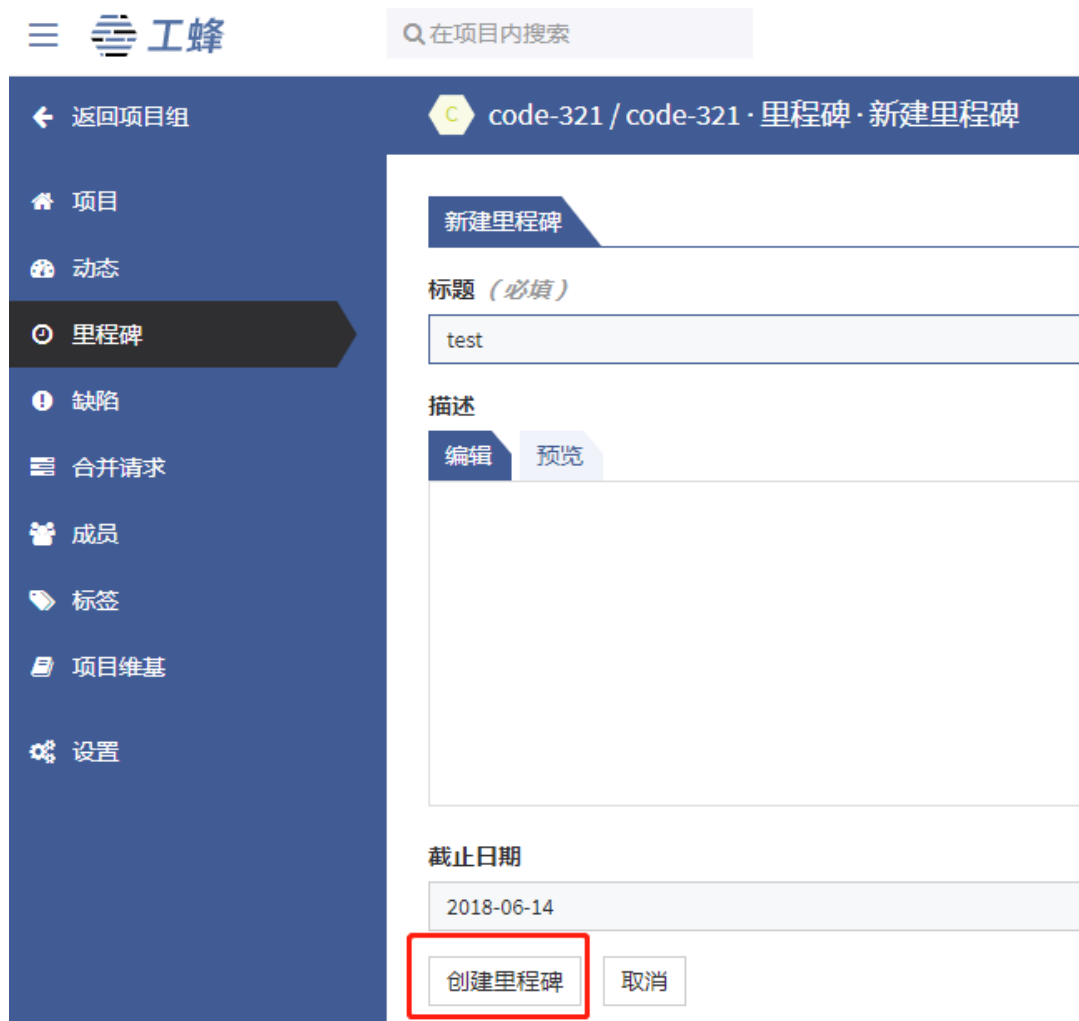 工蜂
在项目内搜索
返回项目组
C code-321 / code-321 · 里程碑 · 新建里程碑
项目
动态
里程碑
缺陷
合并请求
成员
标签
项目维基
设置
新建里程碑
标题（必填）
test
描述
编辑 预览
截止日期
2018-06-14
创建里程碑 取消